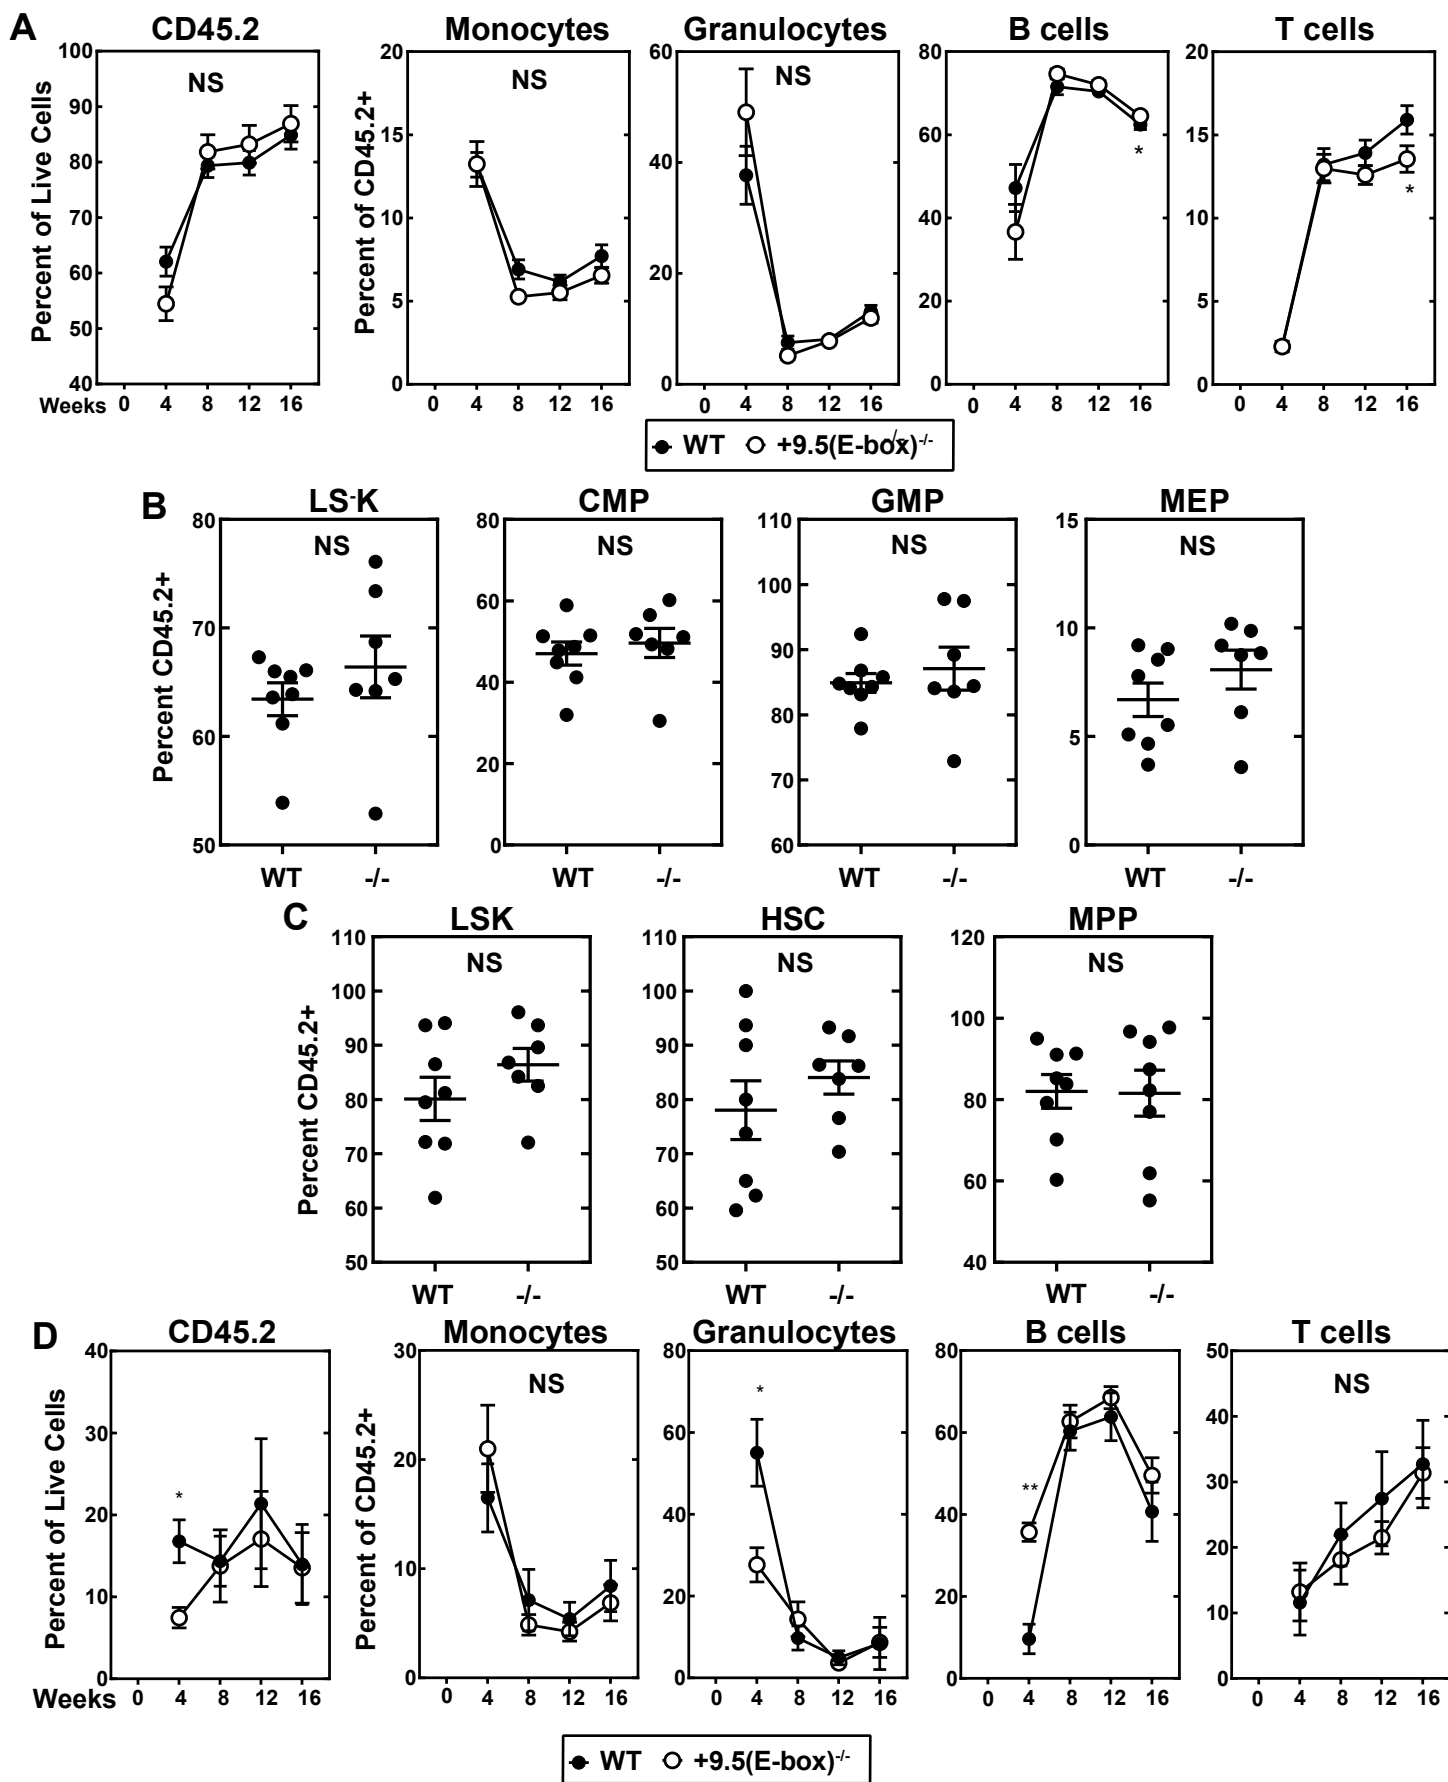 A
CD45.2 Monocytes Granulocytes B cells T cells
Percent of Live Cells
100
90
80
70
60
50
40
NS
Weeks 0 4 8 12 16
Percent of CD45.2+
20
15
10
5
0
NS
0 4 8 12 16
60
40
20
0
NS
0 4 8 12 16
80
60
40
20
0
*
0 4 8 12 16
20
15
10
5
0
*
0 4 8 12 16
WT +9.5(E-box)-/-
-/-
B
LS-K CMP GMP MEP
Percent CD45.2+
80
70
60
50
NS
WT -/-
80
60
40
20
0
NS
WT -/-
110
100
90
80
70
60
NS
WT -/-
15
10
5
0
NS
WT -/-
C
LSK HSC MPP
Percent CD45.2+
110
100
90
80
70
60
50
NS
WT -/-
110
100
90
80
70
60
50
NS
WT -/-
120
100
80
60
40
NS
WT -/-
D
CD45.2 Monocytes Granulocytes B cells T cells
Percent of Live Cells
40
30
20
10
0
*
Weeks 0 4 8 12 16
Percent of CD45.2+
30
20
10
0
NS
0 4 8 12 16
80
60
40
20
0
*
0 4 8 12 16
80
60
40
20
0
**
0 4 8 12 16
50
40
30
20
10
0
NS
0 4 8 12 16
WT +9.5(E-box)-/-